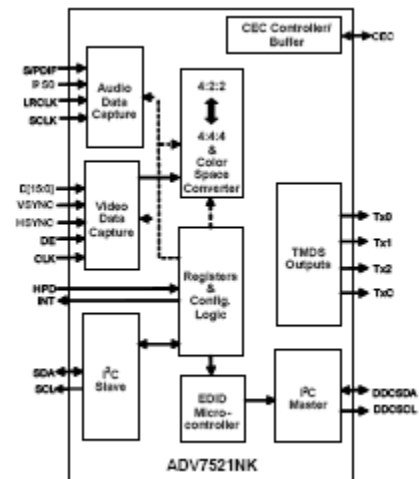 CEC Controller/
Buffer
CEC
S/PDIF
I²S0
LRCLK
SCLK
Audio
Data
Capture
4:2:2
4:4:4
&
Color
Space
Converter
D[15:0]
VSYNC
HSYNC
DE
CLK
Video
Data
Capture
TMDS
Outputs
Tx0
Tx1
Tx2
TxC
HPD
INT
Registers
&
Config.
Logic
SDA
SCL
I²C
Slave
EDID
Micro-
controller
I²C
Master
DDCSDA
DDCSCL
ADV7521NK